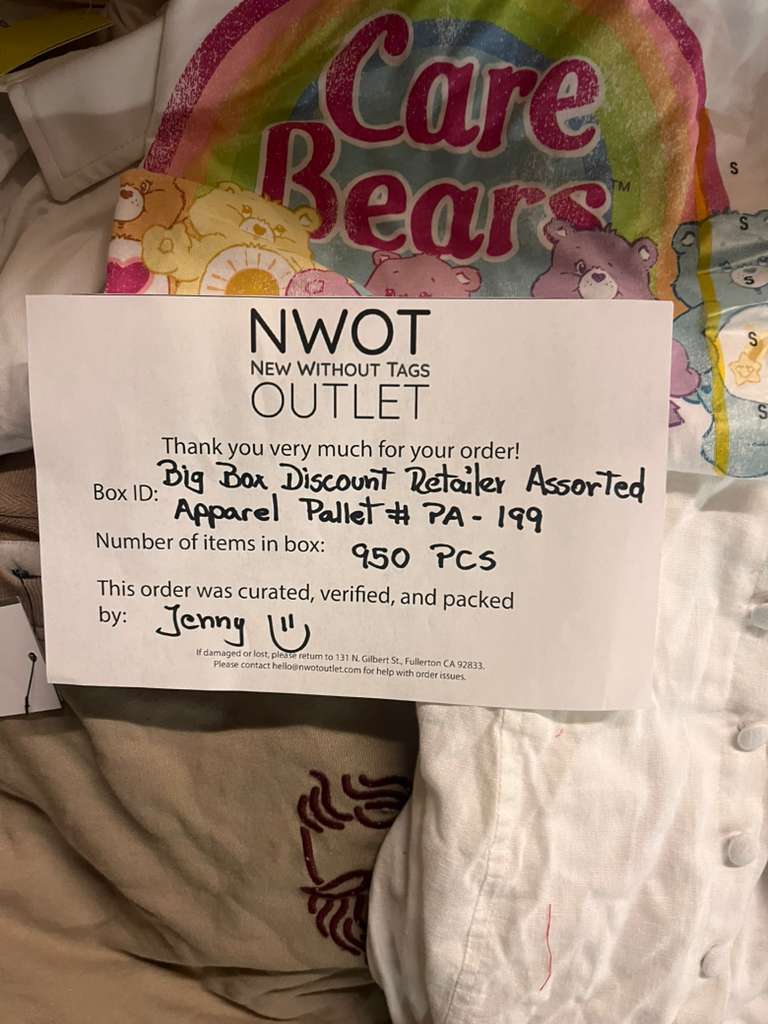 Care
Bears™
S
S
S
S
S
NWOT
NEW WITHOUT TAGS
OUTLET
Thank you very much for your order!
Box ID: Big Box Discount Retailer Assorted
Apparel Pallet # PA - 199
Number of items in box: 950 PCS
This order was curated, verified, and packed
by: Jenny
If damaged or lost, please return to 131 N. Gilbert St., Fullerton CA 92833.
Please contact hello@nwotoutlet.com for help with order issues.